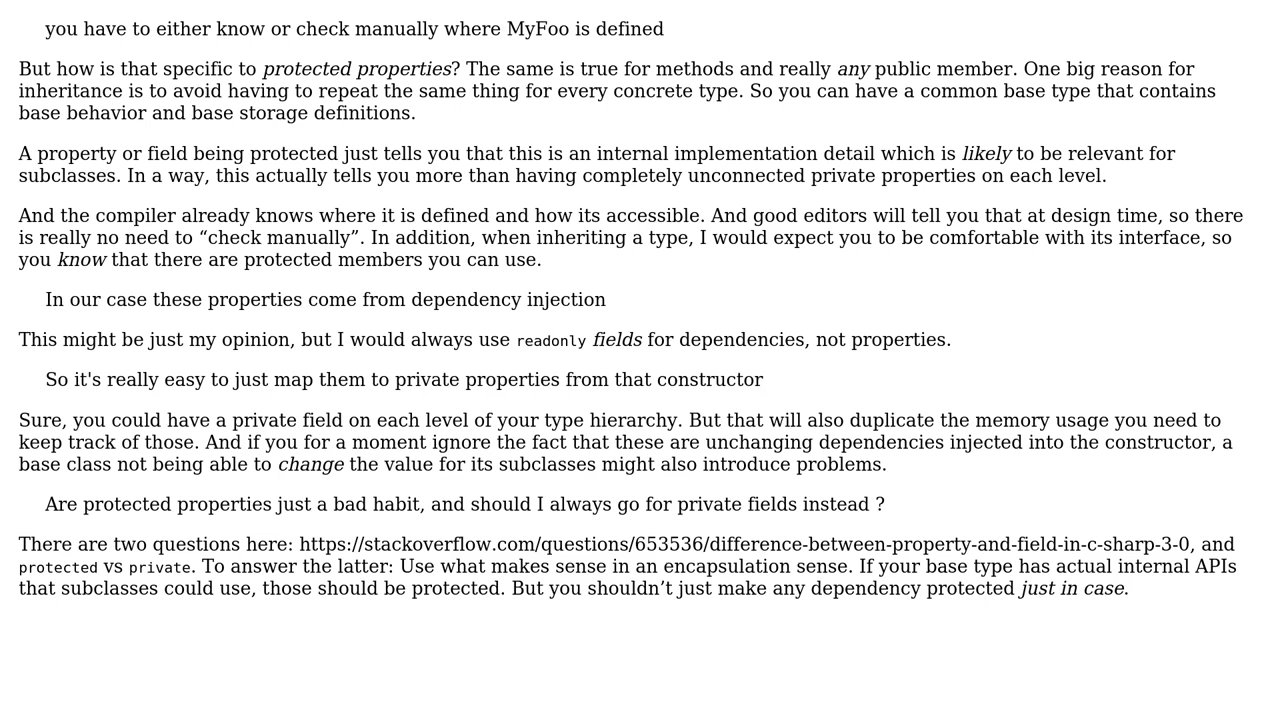 you have to either know or check manually where MyFoo is defined
But how is that specific to protected properties? The same is true for methods and really any public member. One big reason for
inheritance is to avoid having to repeat the same thing for every concrete type. So you can have a common base type that contains
base behavior and base storage definitions.
A property or field being protected just tells you that this is an internal implementation detail which is likely to be relevant for
subclasses. In a way, this actually tells you more than having completely unconnected private properties on each level.
And the compiler already knows where it is defined and how its accessible. And good editors will tell you that at design time, so there
is really no need to “check manually”. In addition, when inheriting a type, I would expect you to be comfortable with its interface, so
you know that there are protected members you can use.
In our case these properties come from dependency injection
This might be just my opinion, but I would always use readonly fields for dependencies, not properties.
So it's really easy to just map them to private properties from that constructor
Sure, you could have a private field on each level of your type hierarchy. But that will also duplicate the memory usage you need to
keep track of those. And if you for a moment ignore the fact that these are unchanging dependencies injected into the constructor, a
base class not being able to change the value for its subclasses might also introduce problems.
Are protected properties just a bad habit, and should I always go for private fields instead ?
There are two questions here: https://stackoverflow.com/questions/653536/difference-between-property-and-field-in-c-sharp-3-0, and
protected vs private. To answer the latter: Use what makes sense in an encapsulation sense. If your base type has actual internal APIs
that subclasses could use, those should be protected. But you shouldn’t just make any dependency protected just in case.